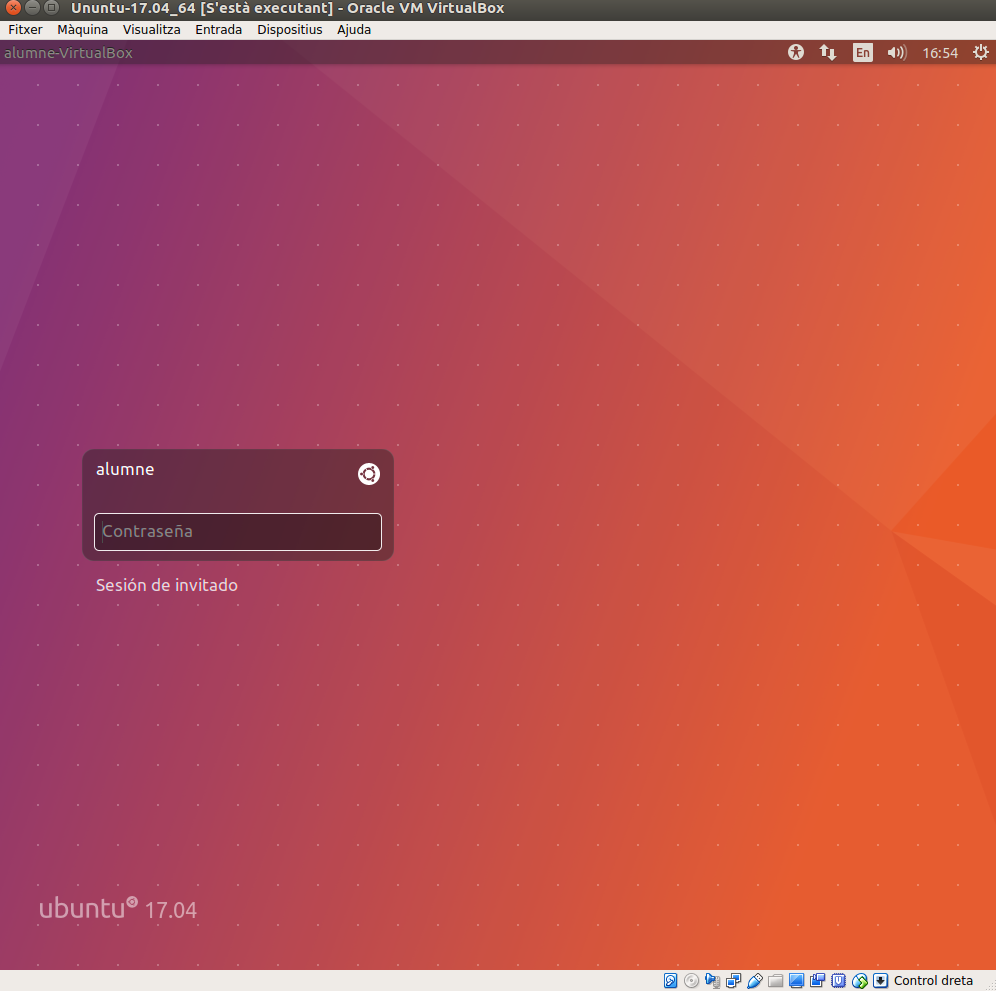 Ununtu-17.04_64 [S'està executant] - Oracle VM VirtualBox
Fitxer Màquina Visualitza Entrada Dispositius Ajuda
alumne-VirtualBox En 16:54
alumne
Contraseña
Sesión de invitado
ubuntu 17.04
Control dreta